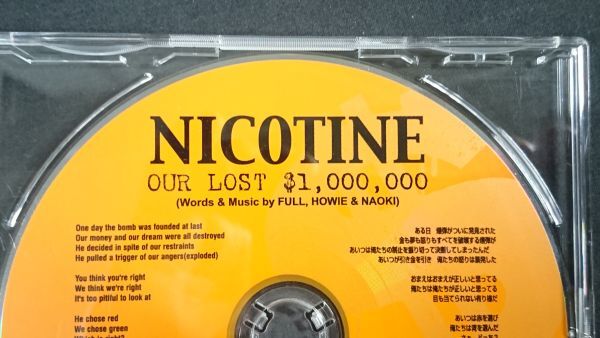 NICOTINE
OUR LOST $1,000,000
(Words & Music by FULL, HOWIE & NAOKI)
One day the bomb was founded at last
Our money and our dream were all destroyed
He decided in spite of our restraints
He pulled a trigger of our angers(exploded)
You think you're right
We think we're right
It's too pitiful to look at
He chose red
We chose green
Which is right?
ある日 爆弾がついに発見された
金も夢も怒りもすべてを破壊する爆弾が
あいつは俺たちの制止を振り切って決断してしまったんだ
あいつが引き金を引き 俺たちの怒りは爆発した
おまえはおまえが正しいと思ってる
俺たちは俺たちが正しいと思ってる
目も当てられない有り様だ
あいつは赤を選び
俺たちは青を選んだ